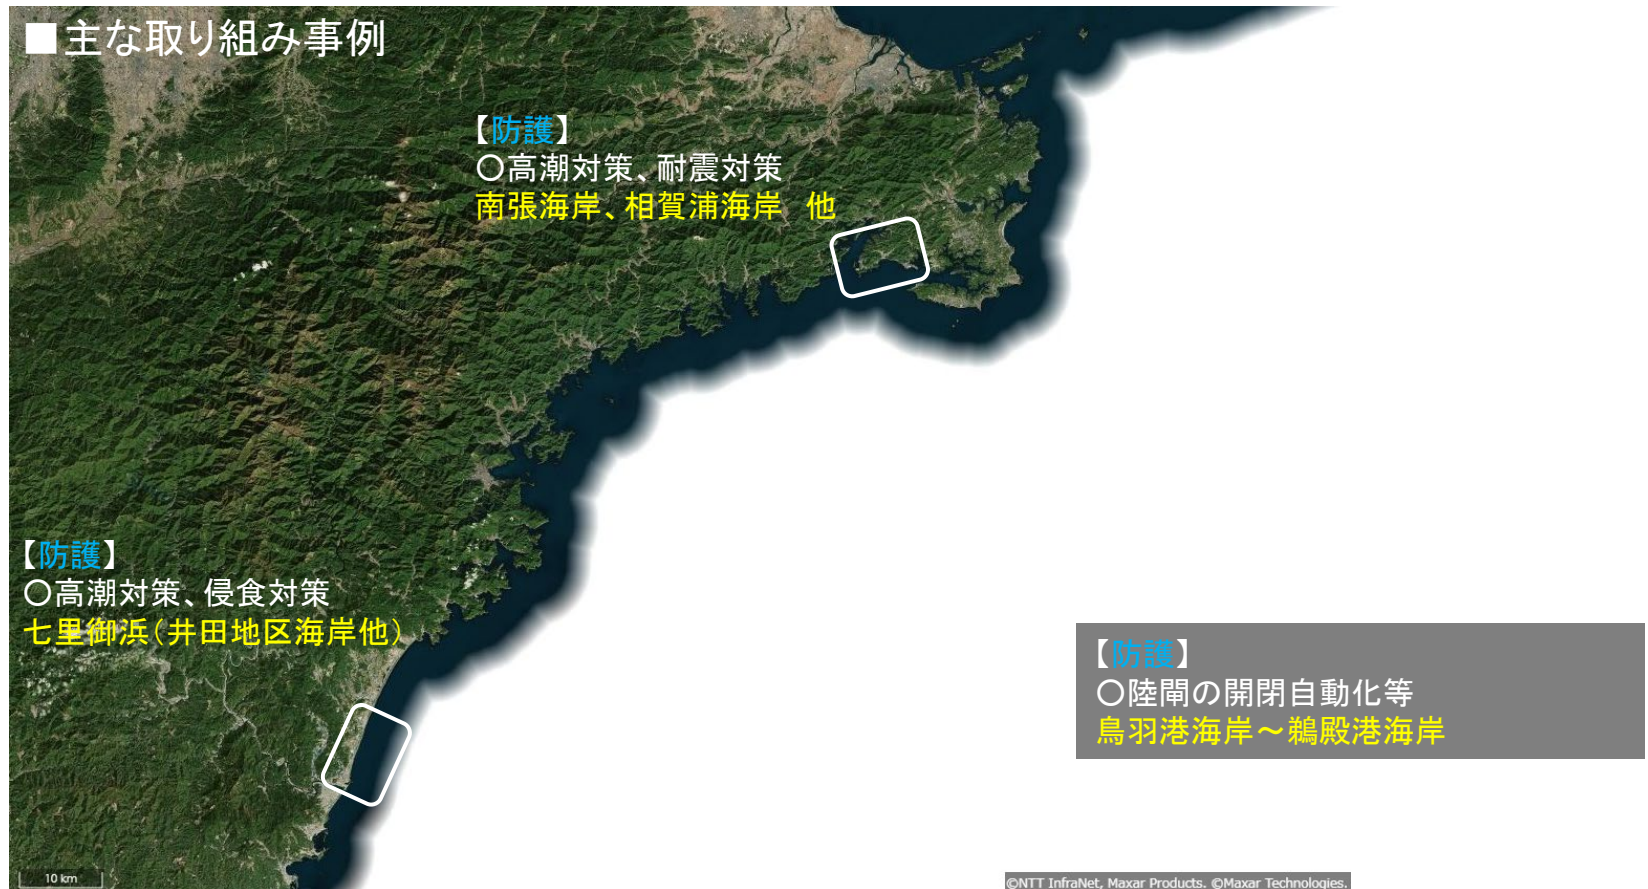 ■主な取り組み事例
【防護】
〇高潮対策、耐震対策
南張海岸、相賀浦海岸　他
【防護】
〇高潮対策、侵食対策
七里御浜（井田地区海岸他）
【防護】
〇陸閘の開閉自動化等
鳥羽港海岸～鵜殿港海岸
10 km
©NTT InfraNet, Maxar Products. ©Maxar Technologies.